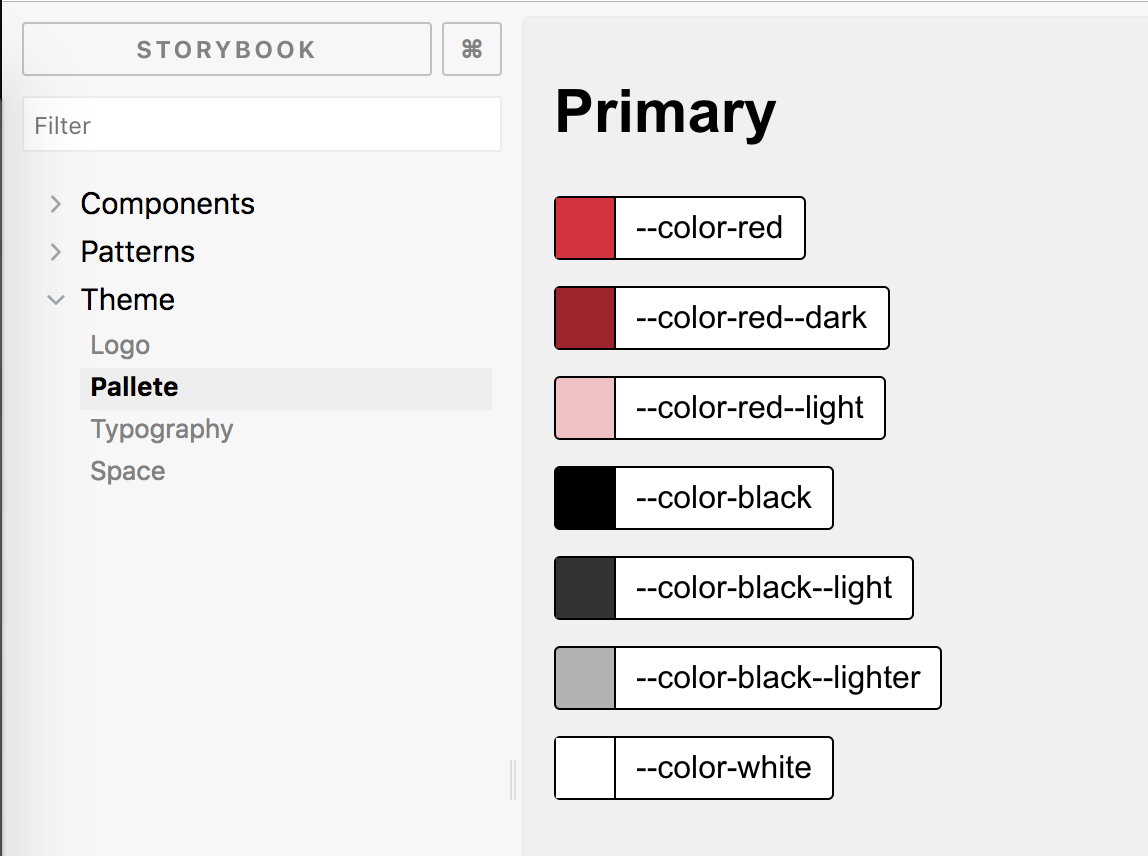 STORYBOOK
⌘
Filter
Components
Patterns
Theme
Logo
Pallete
Typography
Space
Primary
--color-red
--color-red--dark
--color-red--light
--color-black
--color-black--light
--color-black--lighter
--color-white